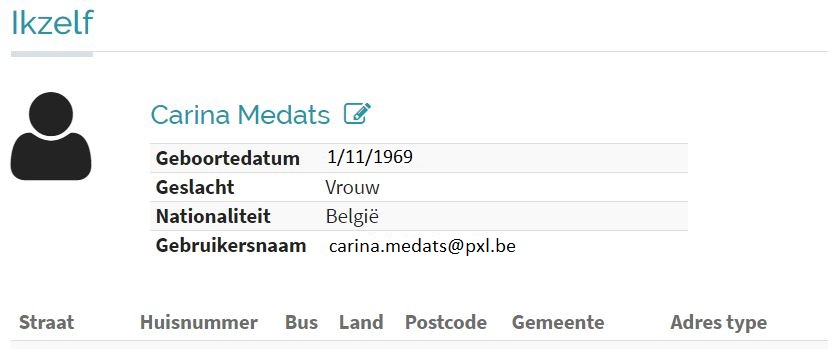 Ikzelf
Carina Medats
Geboortedatum 1/11/1969
Geslacht Vrouw
Nationaliteit België
Gebruikersnaam carina.medats@pxl.be
Straat Huisnummer Bus Land Postcode Gemeente Adres type